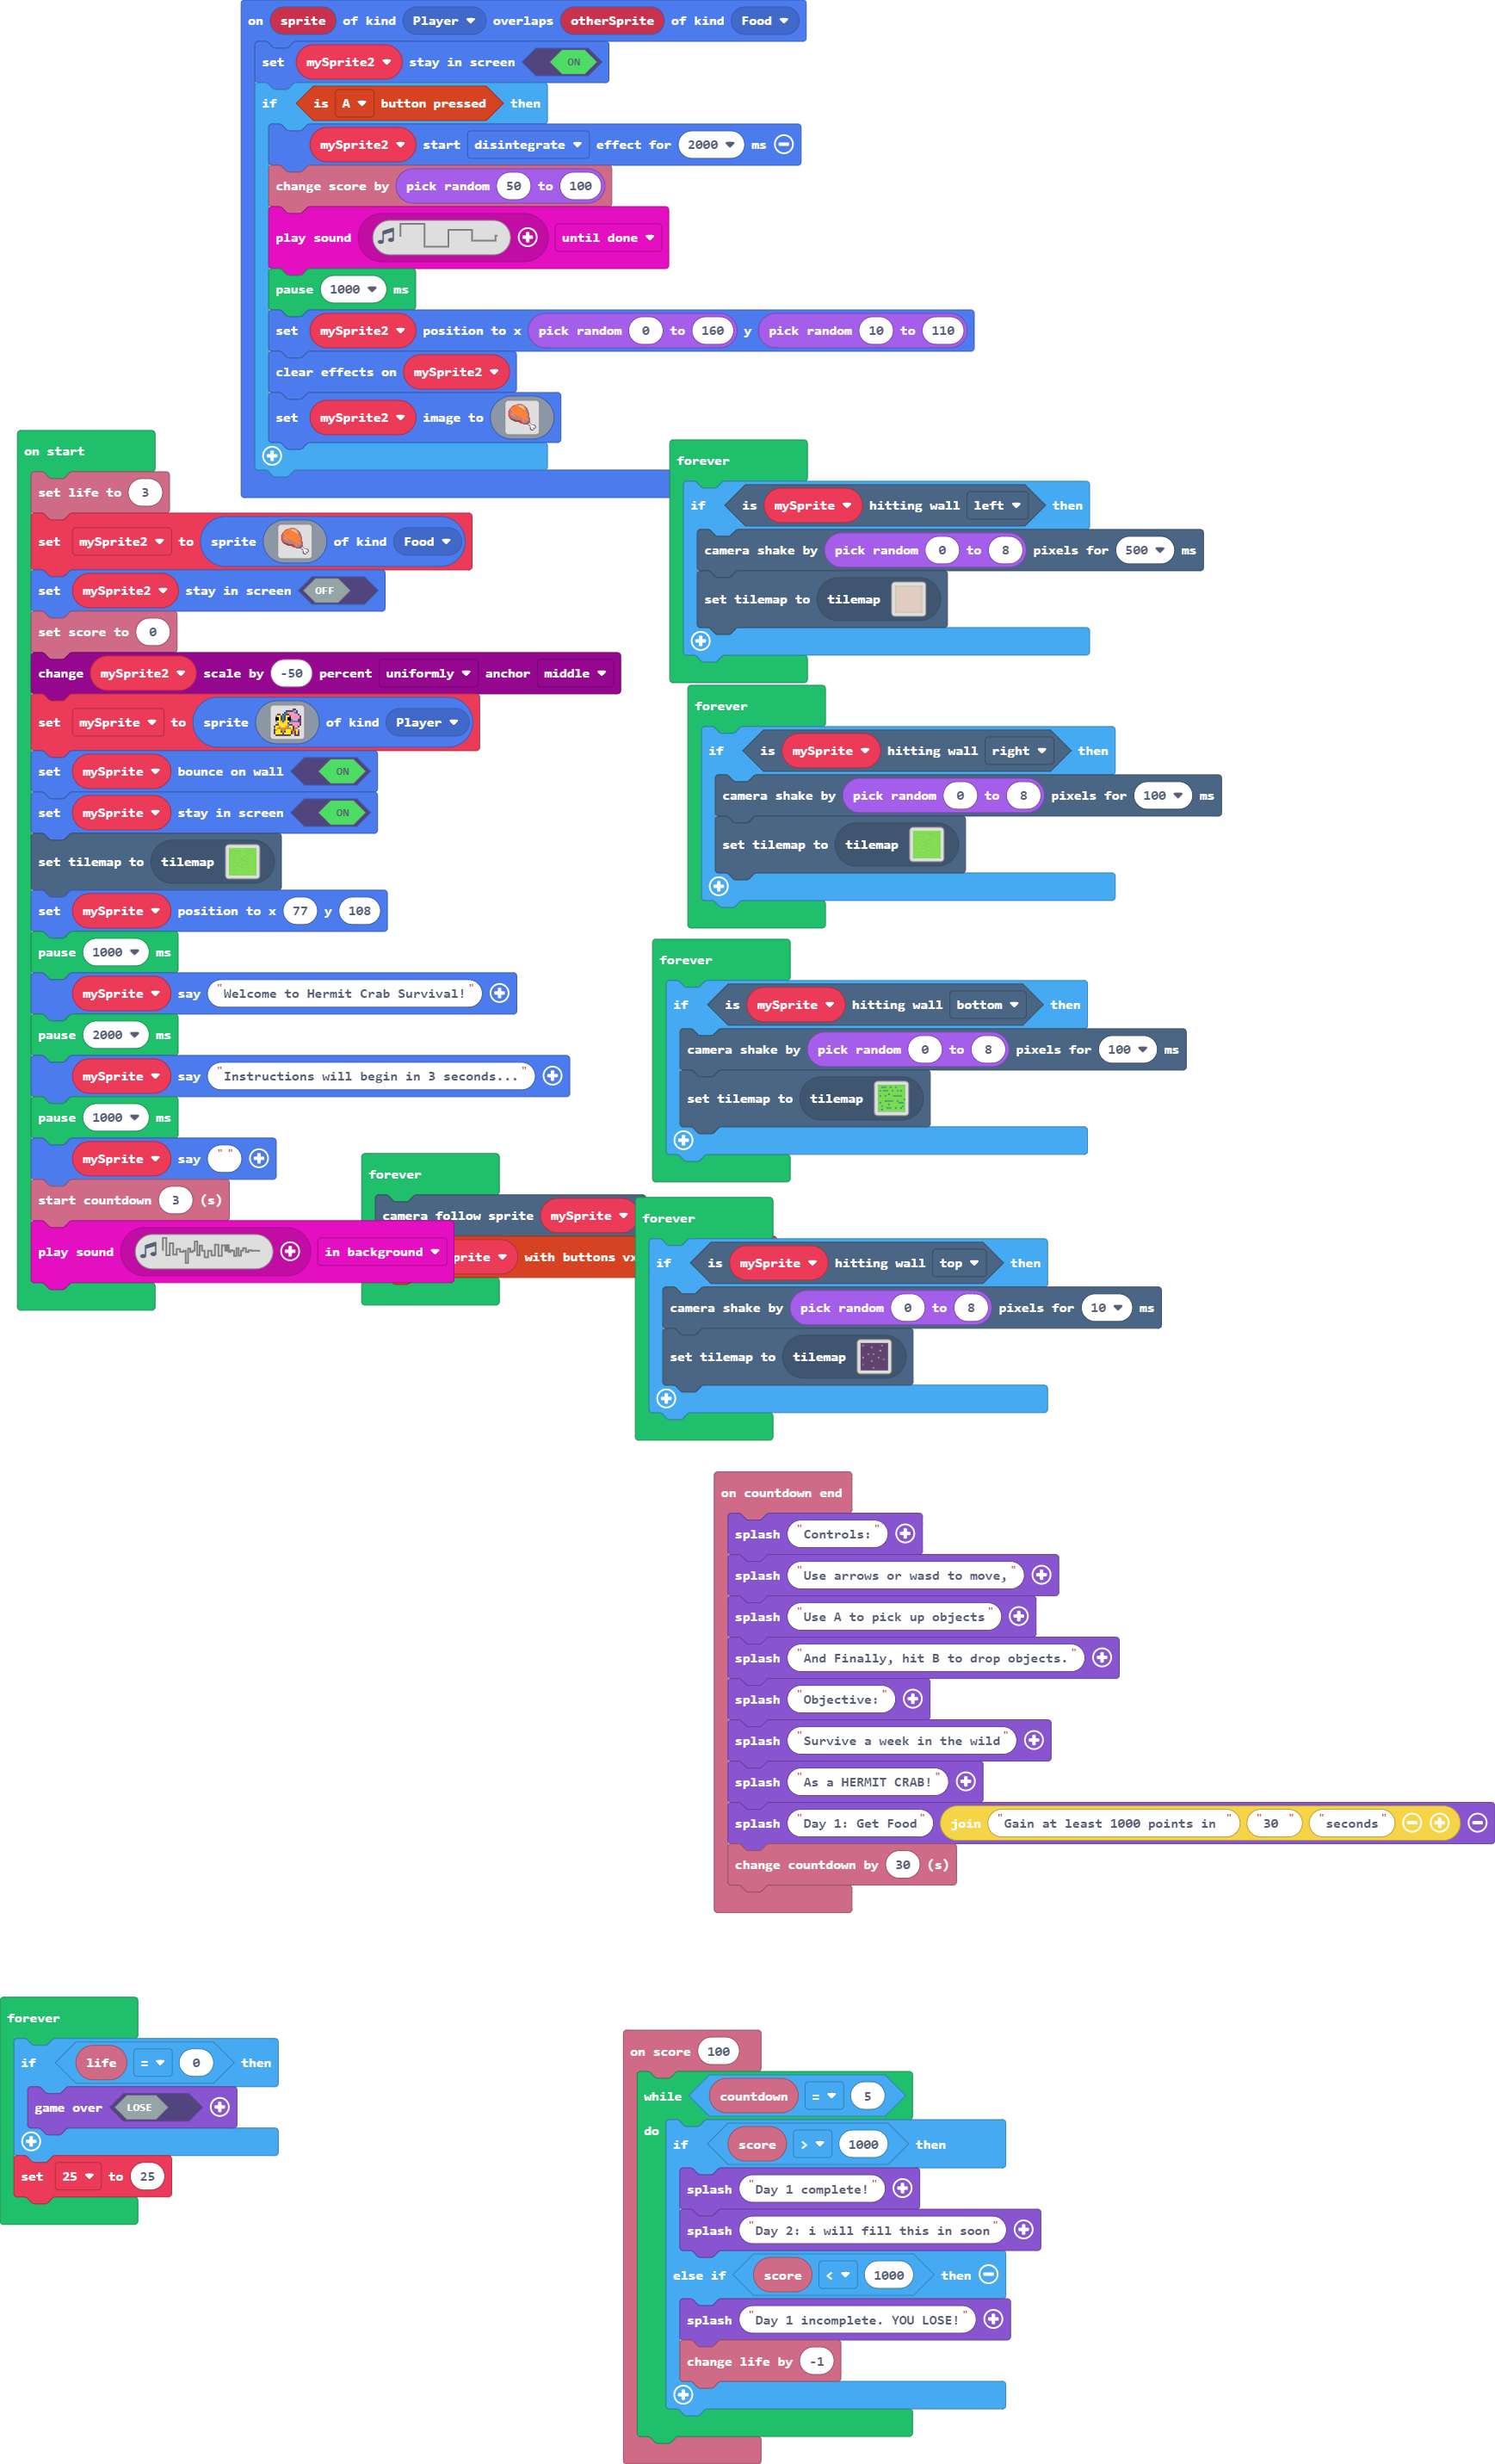 on sprite of kind Player overlaps otherSprite of kind Food
set mySprite2 stay in screen ON
if is A button pressed then
mySprite2 start disintegrate effect for 2000 ms
change score by pick random 50 to 100
play sound until done
pause 1000 ms
set mySprite2 position to x pick random 0 to 160 y pick random 10 to 110
clear effects on mySprite2
set mySprite2 image to
on start
set life to 3
set mySprite2 to sprite of kind Food
set mySprite2 stay in screen OFF
set score to 0
change mySprite2 scale by -50 percent uniformly anchor middle
set mySprite to sprite of kind Player
set mySprite bounce on wall ON
set mySprite stay in screen ON
set tilemap to tilemap
set mySprite position to x 77 y 108
pause 1000 ms
mySprite say "Welcome to Hermit Crab Survival!"
pause 2000 ms
mySprite say "Instructions will begin in 3 seconds..."
pause 1000 ms
mySprite say " "
start countdown 3 (s)
play sound in background
forever
camera follow sprite mySprite
prite with buttons vx
forever
if is mySprite hitting wall left then
camera shake by pick random 0 to 8 pixels for 500 ms
set tilemap to tilemap
forever
if is mySprite hitting wall right then
camera shake by pick random 0 to 8 pixels for 100 ms
set tilemap to tilemap
forever
if is mySprite hitting wall bottom then
camera shake by pick random 0 to 8 pixels for 100 ms
set tilemap to tilemap
forever
if is mySprite hitting wall top then
camera shake by pick random 0 to 8 pixels for 10 ms
set tilemap to tilemap
on countdown end
splash "Controls:"
splash "Use arrows or wasd to move,"
splash "Use A to pick up objects"
splash "And Finally, hit B to drop objects."
splash "Objective:"
splash "Survive a week in the wild"
splash "As a HERMIT CRAB!"
splash "Day 1: Get Food" join "Gain at least 1000 points in " "30 " "seconds"
change countdown by 30 (s)
forever
if life = 0 then
game over LOSE
set 25 to 25
on score 100
while countdown = 5
do if score > 1000 then
splash "Day 1 complete!"
splash "Day 2: i will fill this in soon"
else if score < 1000 then
splash "Day 1 incomplete. YOU LOSE!"
change life by -1